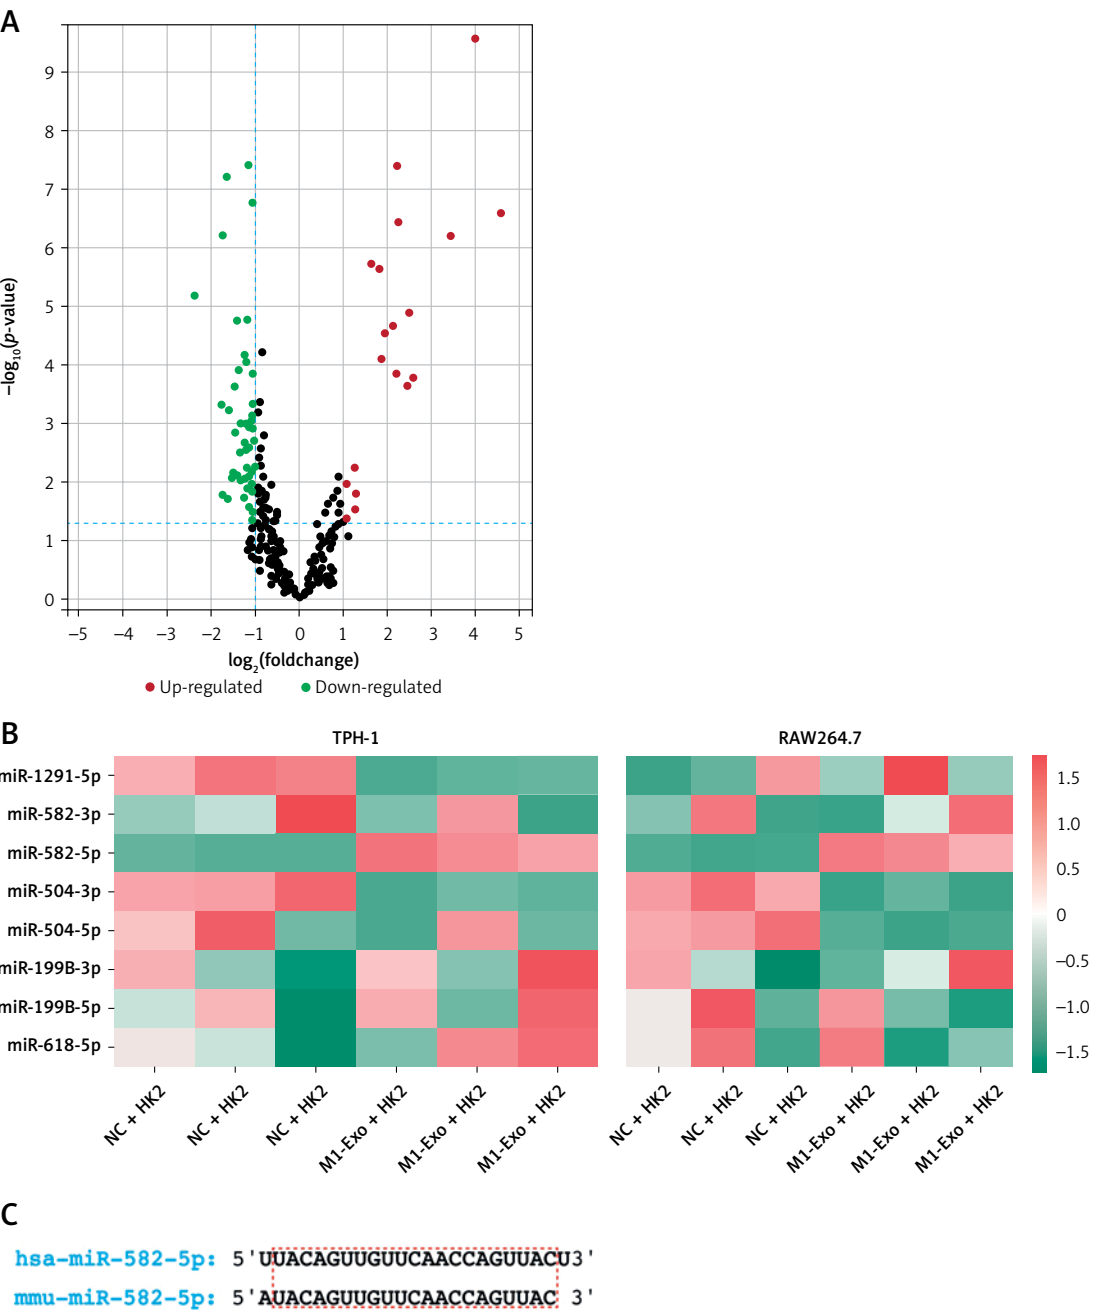 A
9
8
7
6
5
4
3
2
1
0
−log10(p-value)
−5 −4 −3 −2 −1 0 1 2 3 4 5
log2(foldchange)
Up-regulated Down-regulated
B
TPH-1 RAW264.7
miR-1291-5p
miR-582-3p
miR-582-5p
miR-504-3p
miR-504-5p
miR-199B-3p
miR-199B-5p
miR-618-5p
1.5
1.0
0.5
0
−0.5
−1.0
−1.5
NC + HK2 NC + HK2 NC + HK2 M1-Exo + HK2 M1-Exo + HK2 M1-Exo + HK2 NC + HK2 NC + HK2 NC + HK2 M1-Exo + HK2 M1-Exo + HK2 M1-Exo + HK2
C
hsa-miR-582-5p: 5'UUACAGUUGUUCAACCAGUUACU3'
mmu-miR-582-5p: 5'AUACAGUUGUUCAACCAGUUAC 3'